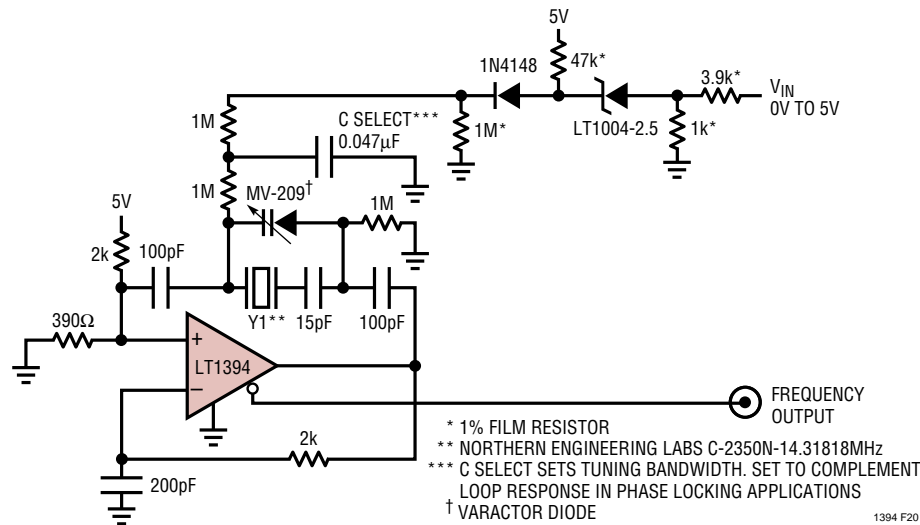 5V
47k*
1N4148
3.9k*
VIN
0V TO 5V
1M
C SELECT***
0.047µF
1M*
LT1004-2.5
1k*
1M
MV-209†
1M
5V
2k
100pF
Y1**
15pF
100pF
390Ω
+
LT1394
–
2k
200pF
FREQUENCY
OUTPUT
* 1% FILM RESISTOR
** NORTHERN ENGINEERING LABS C-2350N-14.31818MHz
*** C SELECT SETS TUNING BANDWIDTH. SET TO COMPLEMENT
LOOP RESPONSE IN PHASE LOCKING APPLICATIONS
† VARACTOR DIODE
1394 F20